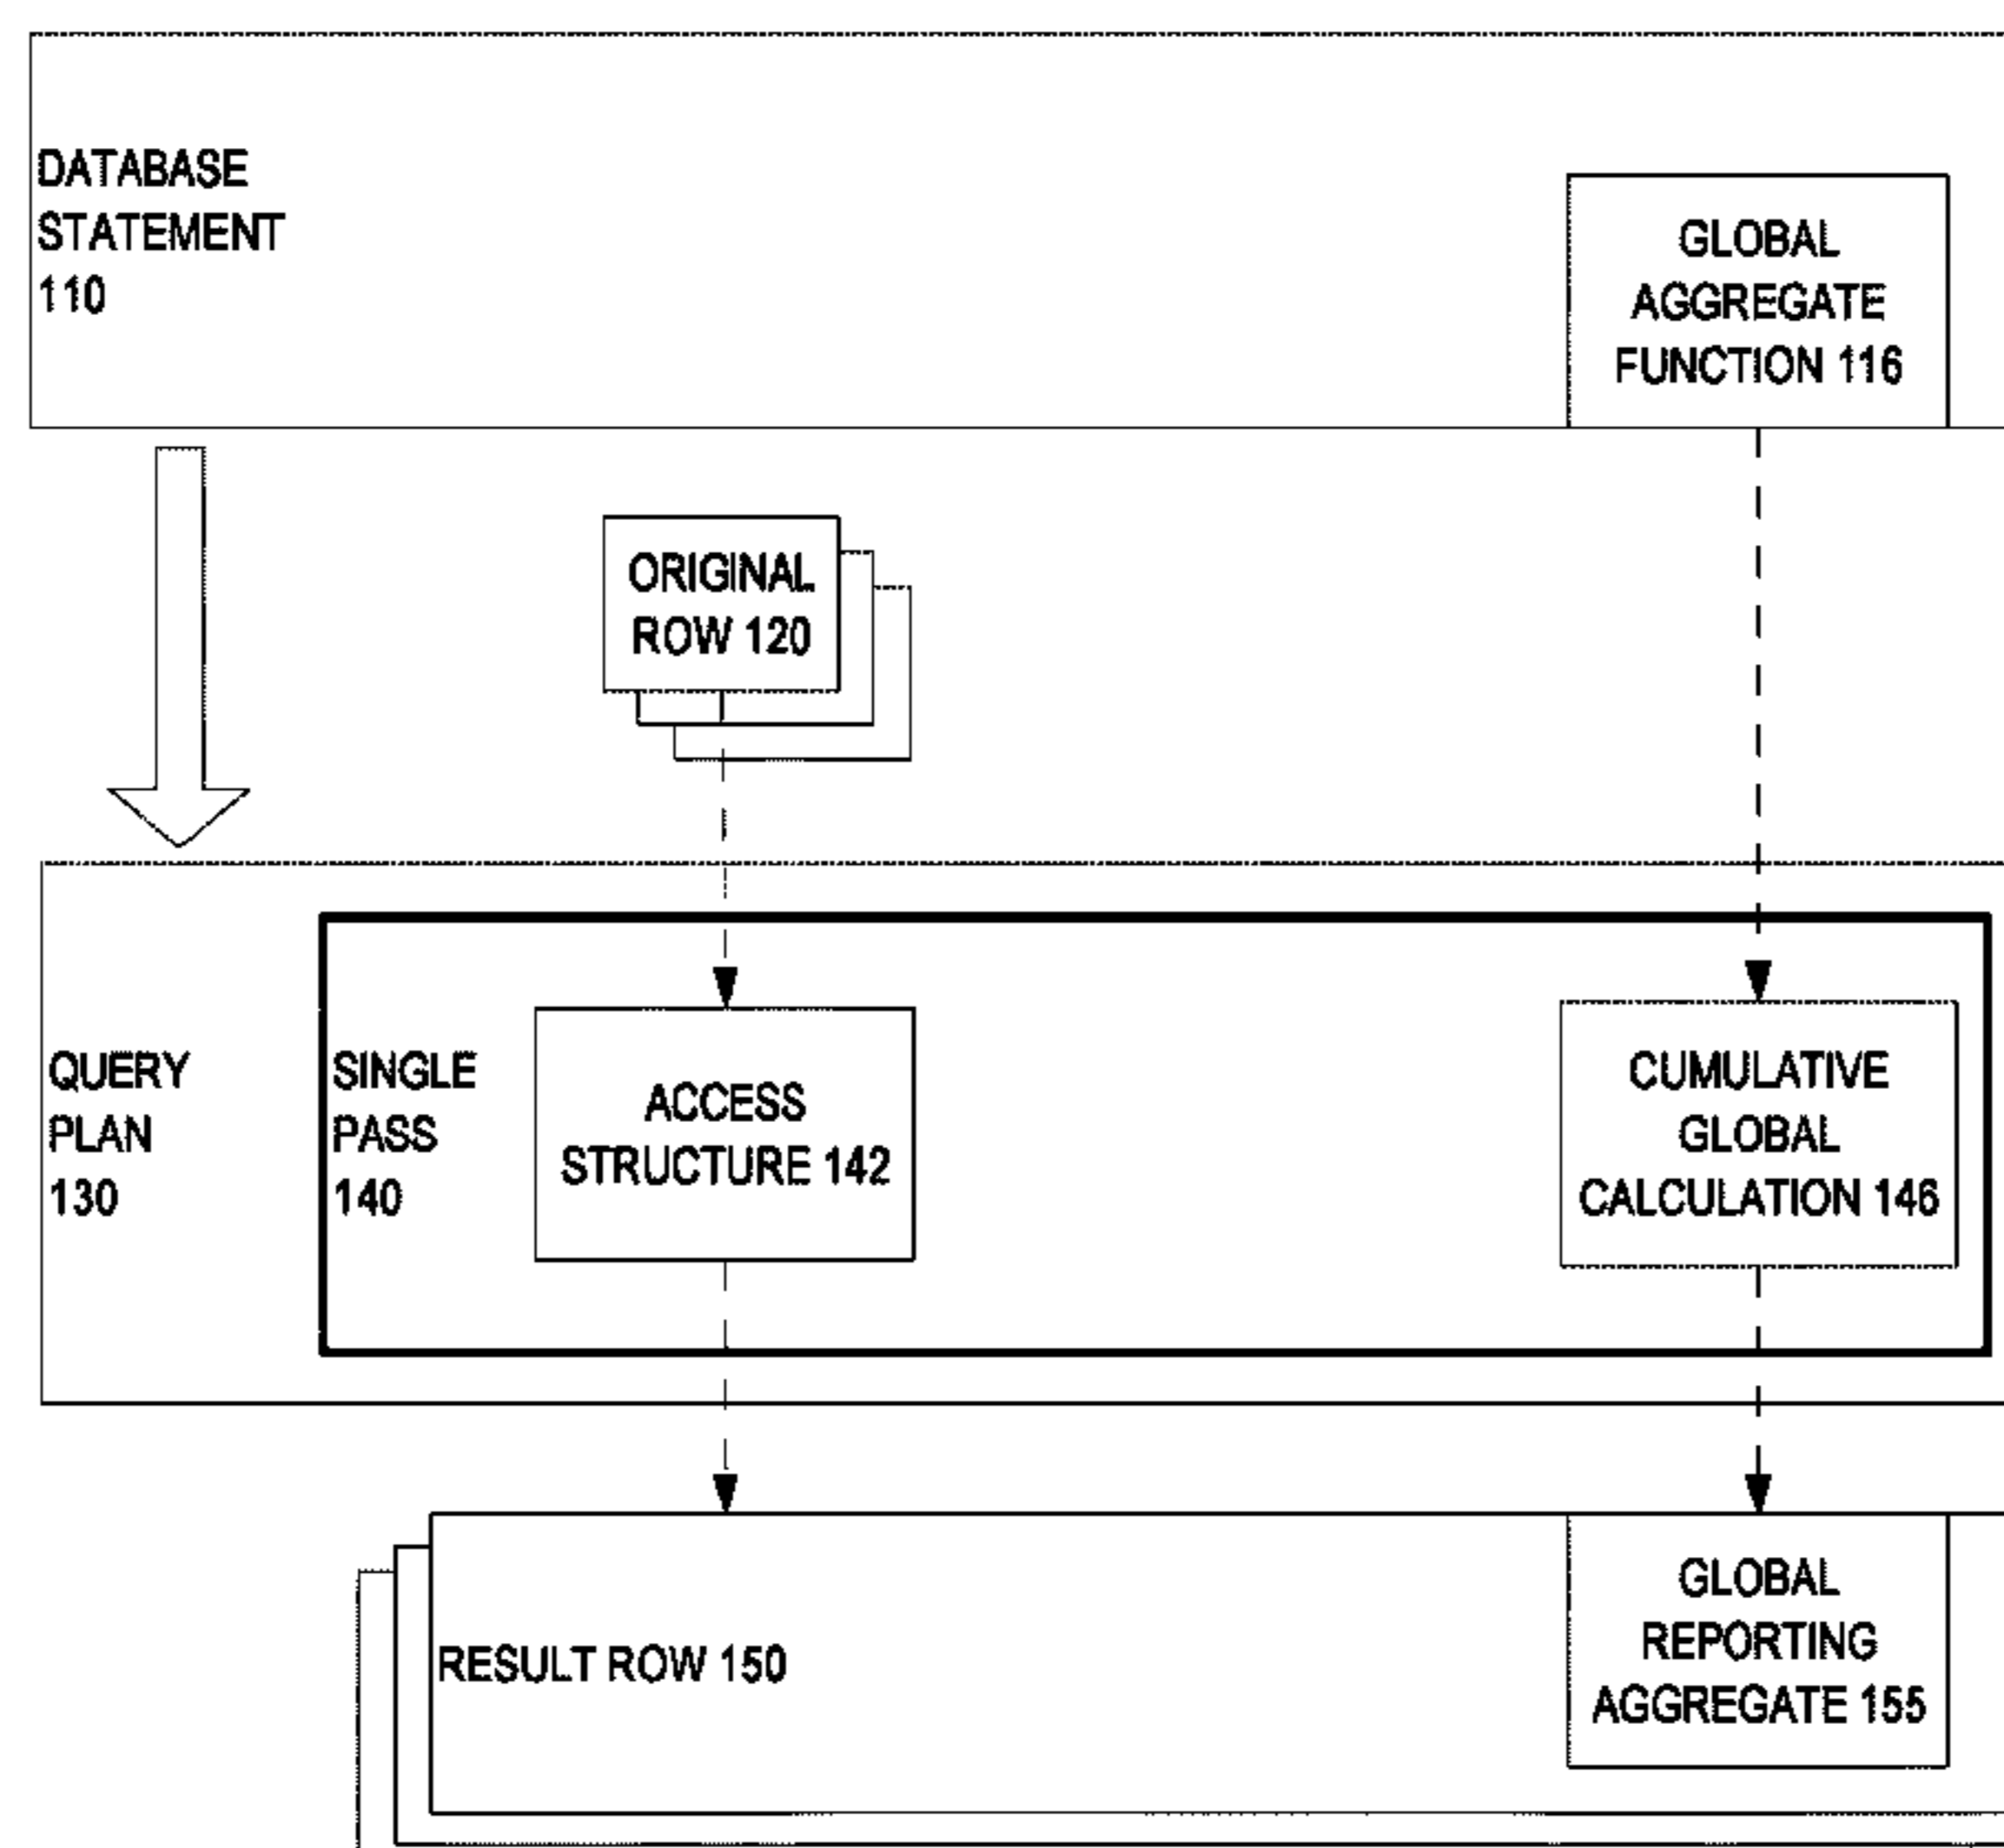 DATABASE
STATEMENT
110
GLOBAL
AGGREGATE
FUNCTION 116
ORIGINAL
ROW 120
QUERY
PLAN
130
SINGLE
PASS
140
ACCESS
STRUCTURE 142
CUMULATIVE
GLOBAL
CALCULATION 146
RESULT ROW 150
GLOBAL
REPORTING
AGGREGATE 155